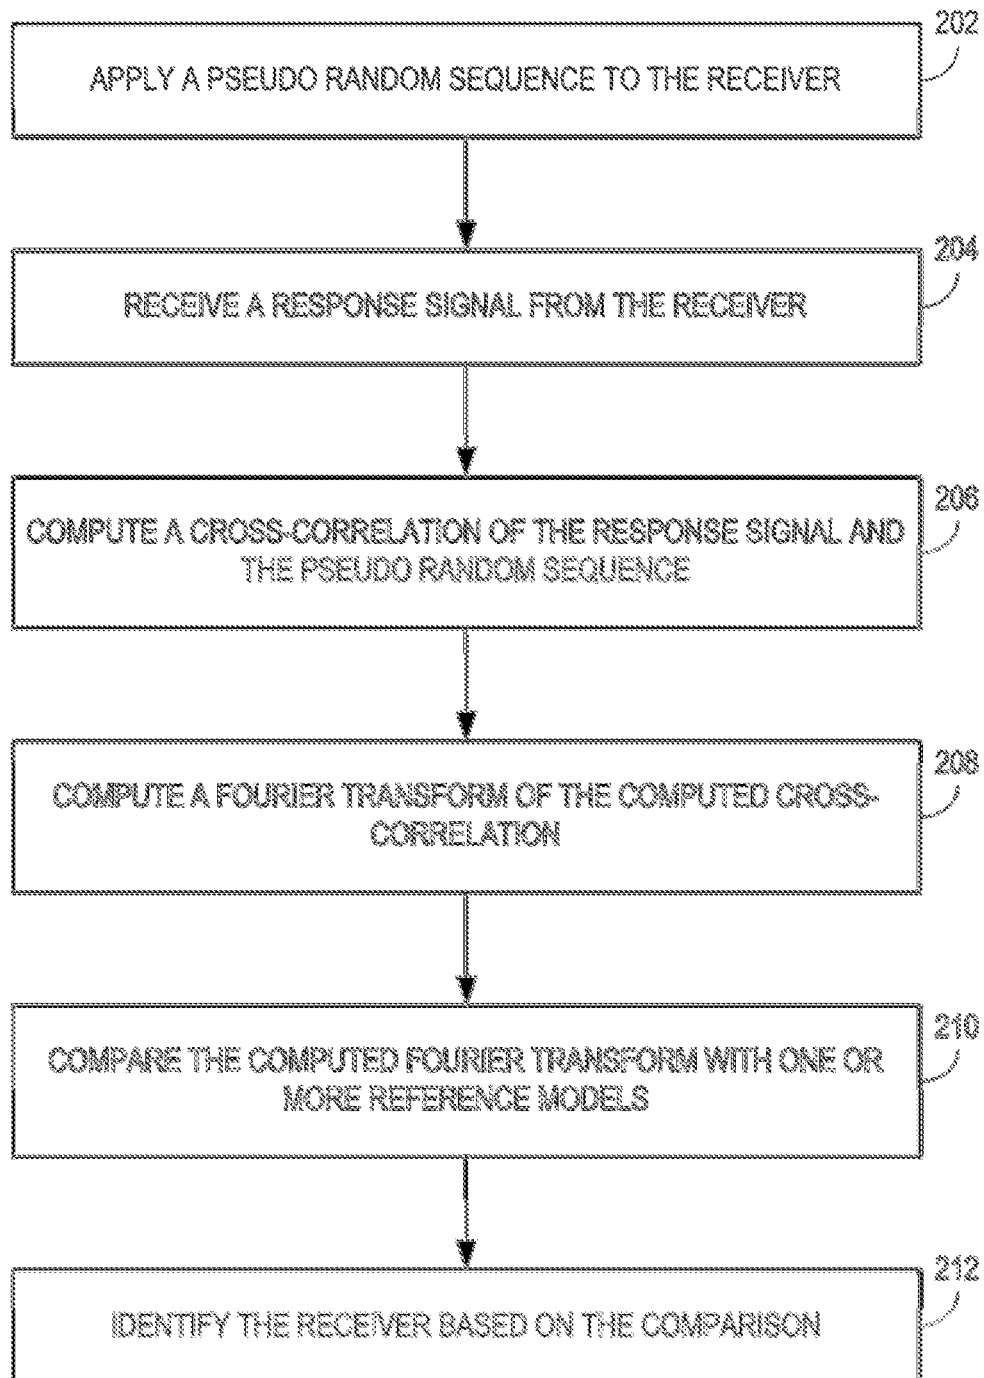 202
APPLY A PSEUDO RANDOM SEQUENCE TO THE RECEIVER
204
RECEIVE A RESPONSE SIGNAL FROM THE RECEIVER
206
COMPUTE A CROSS-CORRELATION OF THE RESPONSE SIGNAL AND
THE PSEUDO RANDOM SEQUENCE
208
COMPUTE A FOURIER TRANSFORM OF THE COMPUTED CROSS-
CORRELATION
210
COMPARE THE COMPUTED FOURIER TRANSFORM WITH ONE OR
MORE REFERENCE MODELS
212
IDENTIFY THE RECEIVER BASED ON THE COMPARISON